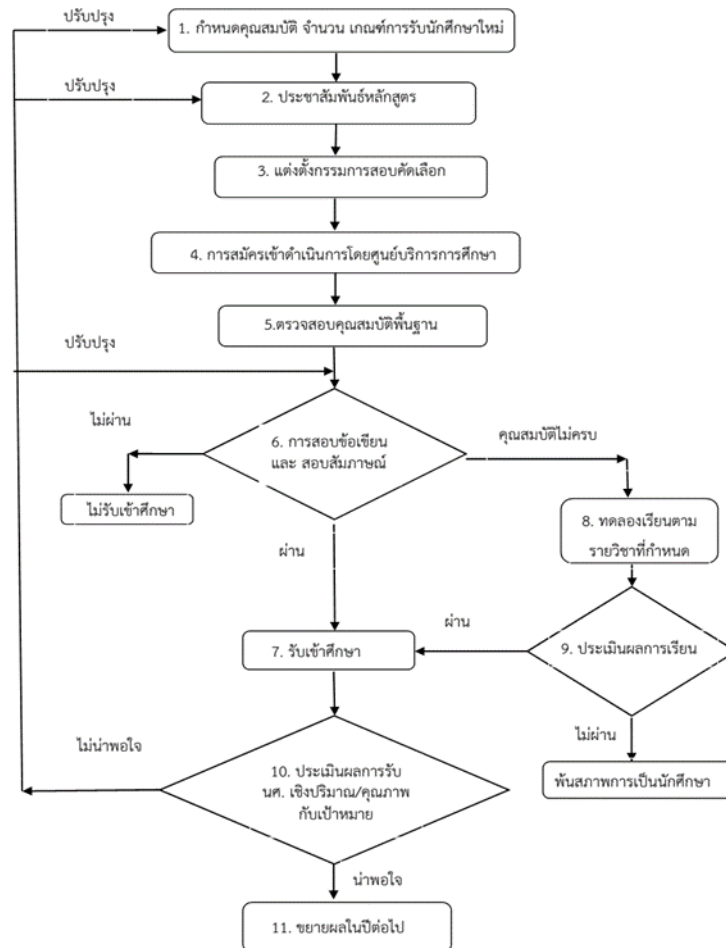 ปรับปรุง
1. กำหนดคุณสมบัติ จำนวน เกณฑ์การรับนักศึกษาใหม่
ปรับปรุง
2. ประชาสัมพันธ์หลักสูตร
3. แต่งตั้งกรรมการสอบคัดเลือก
4. การสมัครเข้าดำเนินการโดยศูนย์บริการการศึกษา
5.ตรวจสอบคุณสมบัติพื้นฐาน
ปรับปรุง
ไม่ผ่าน
6. การสอบข้อเขียน
และ สอบสัมภาษณ์
คุณสมบัติไม่ครบ
ไม่รับเข้าศึกษา
8. ทดลองเรียนตาม
รายวิชาที่กำหนด
ผ่าน
ผ่าน
7. รับเข้าศึกษา
9. ประเมินผลการเรียน
ไม่น่าพอใจ
ไม่ผ่าน
10. ประเมินผลการรับ
นศ. เชิงปริมาณ/คุณภาพ
กับเป้าหมาย
พ้นสภาพการเป็นนักศึกษา
น่าพอใจ
11. ขยายผลในปีต่อไป